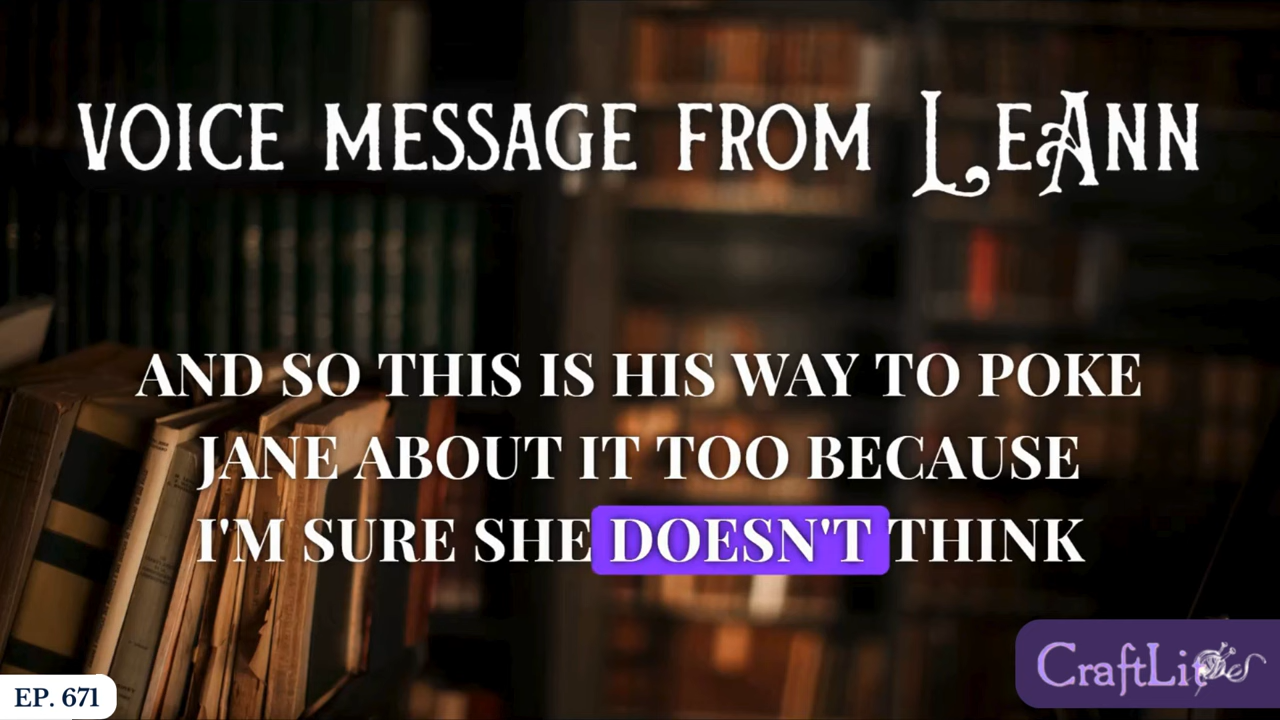 VOICE MESSAGE FROM LEANN
AND SO THIS IS HIS WAY TO POKE
JANE ABOUT IT TOO BECAUSE
I'M SURE SHE DOESN'T THINK
EP. 671
CraftLit